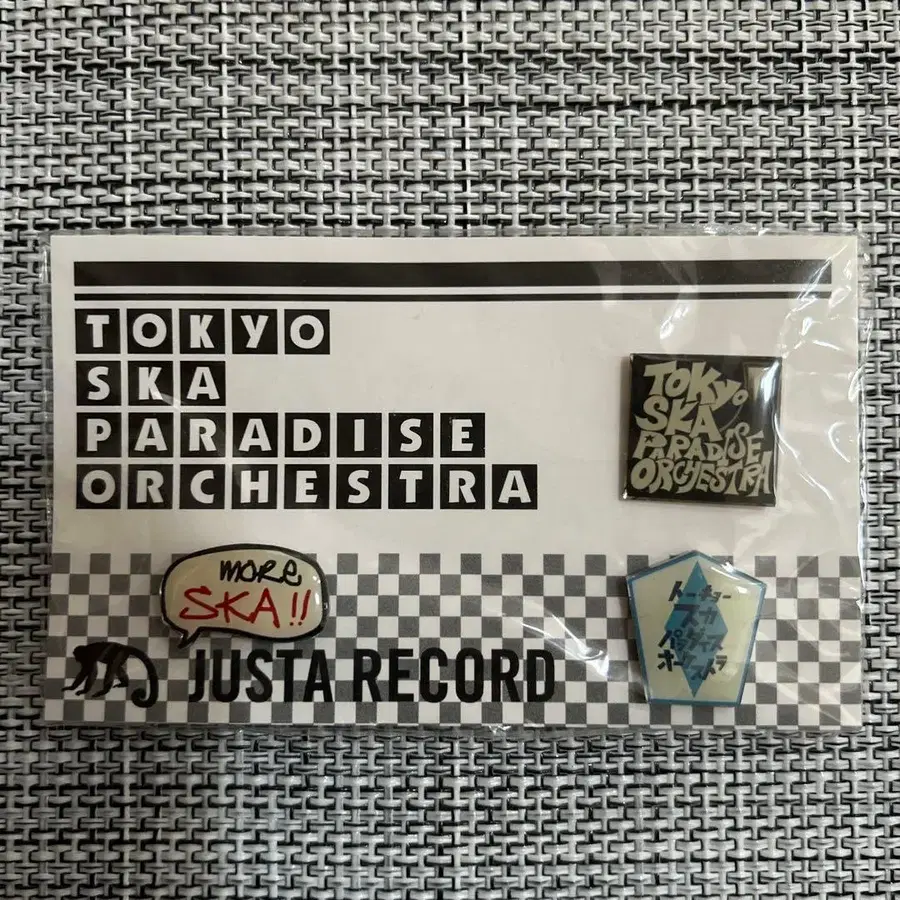 TOKYO
SKA
PARADISE
ORCHESTRA
TOKYO
SKA
PARADISE
ORCHESTRA
MORE
SKA!!
トーキョー
スカ
パラダイス
オーケストラ
JUSTA RECORD